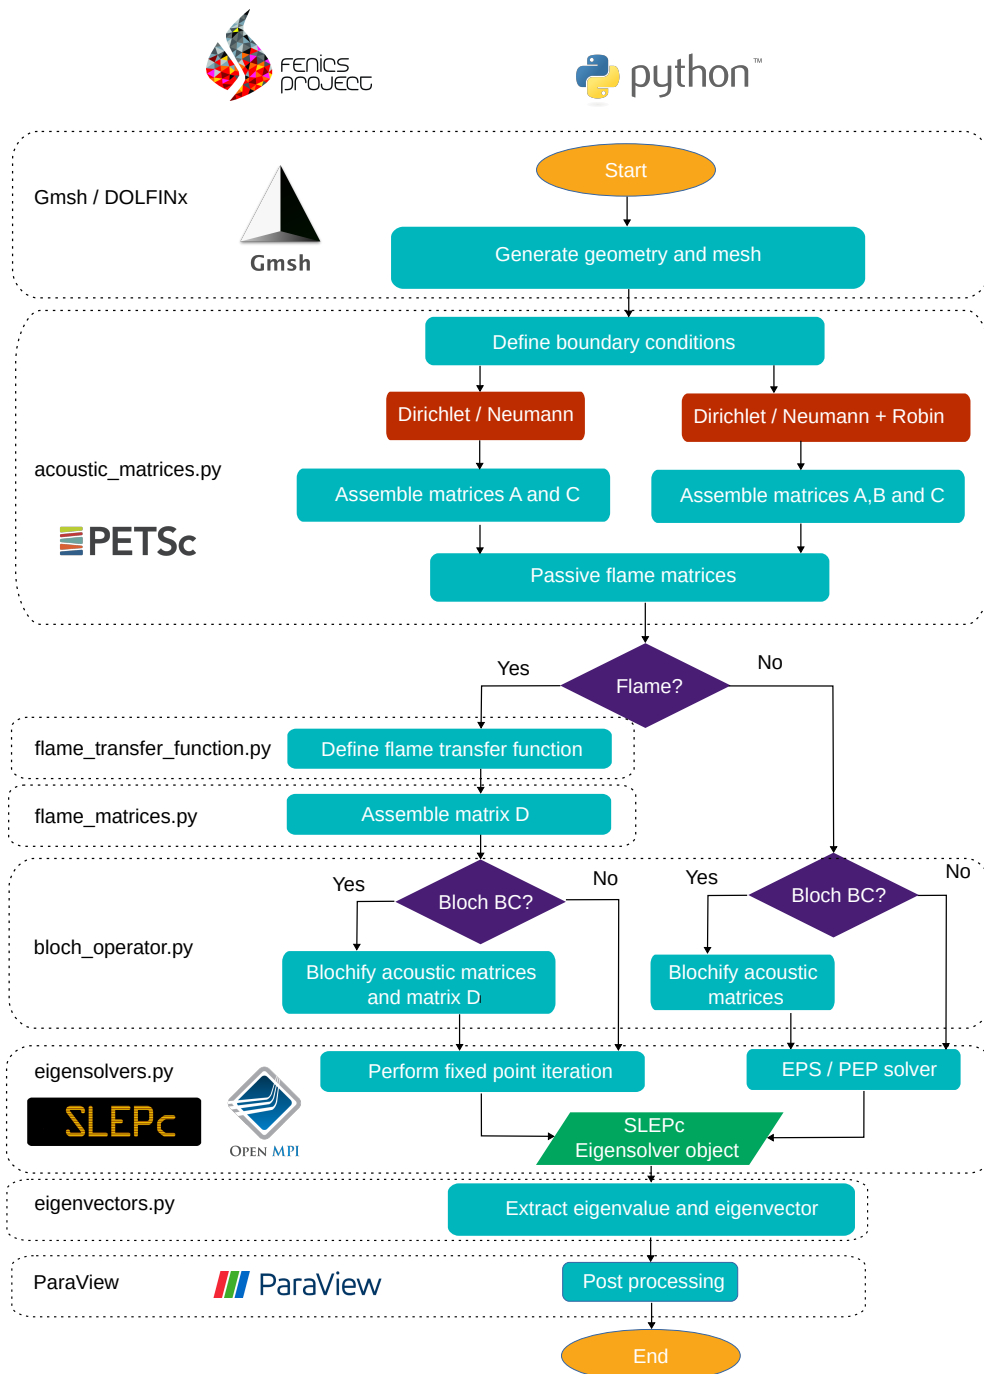 FENICS
PROJECT
python™
Start
Gmsh / DOLFINx
Generate geometry and mesh
Gmsh
Define boundary conditions
Dirichlet / Neumann
Dirichlet / Neumann + Robin
acoustic_matrices.py
Assemble matrices A and C
Assemble matrices A,B and C
PETSc
Passive flame matrices
Flame?
Yes
No
flame_transfer_function.py
Define flame transfer function
flame_matrices.py
Assemble matrix D
Yes
Bloch BC?
No
Yes
Bloch BC?
No
bloch_operator.py
Blochify acoustic matrices
and matrix D
Blochify acoustic
matrices
eigensolvers.py
Perform fixed point iteration
EPS / PEP solver
SLEPc
OPEN MPI
SLEPc
Eigensolver object
eigenvectors.py
Extract eigenvalue and eigenvector
ParaView
ParaView
Post processing
End